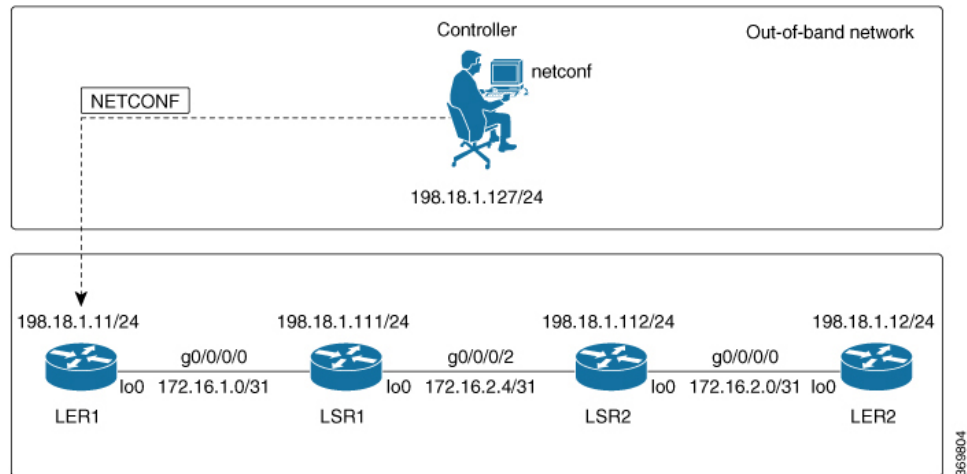 Controller
Out-of-band network
netconf
NETCONF
198.18.1.127/24
198.18.1.11/24
198.18.1.111/24
198.18.1.112/24
198.18.1.12/24
g0/0/0/0
g0/0/0/2
g0/0/0/0
lo0 172.16.1.0/31
lo0 172.16.2.4/31
lo0 172.16.2.0/31 lo0
LER1
LSR1
LSR2
LER2
369804